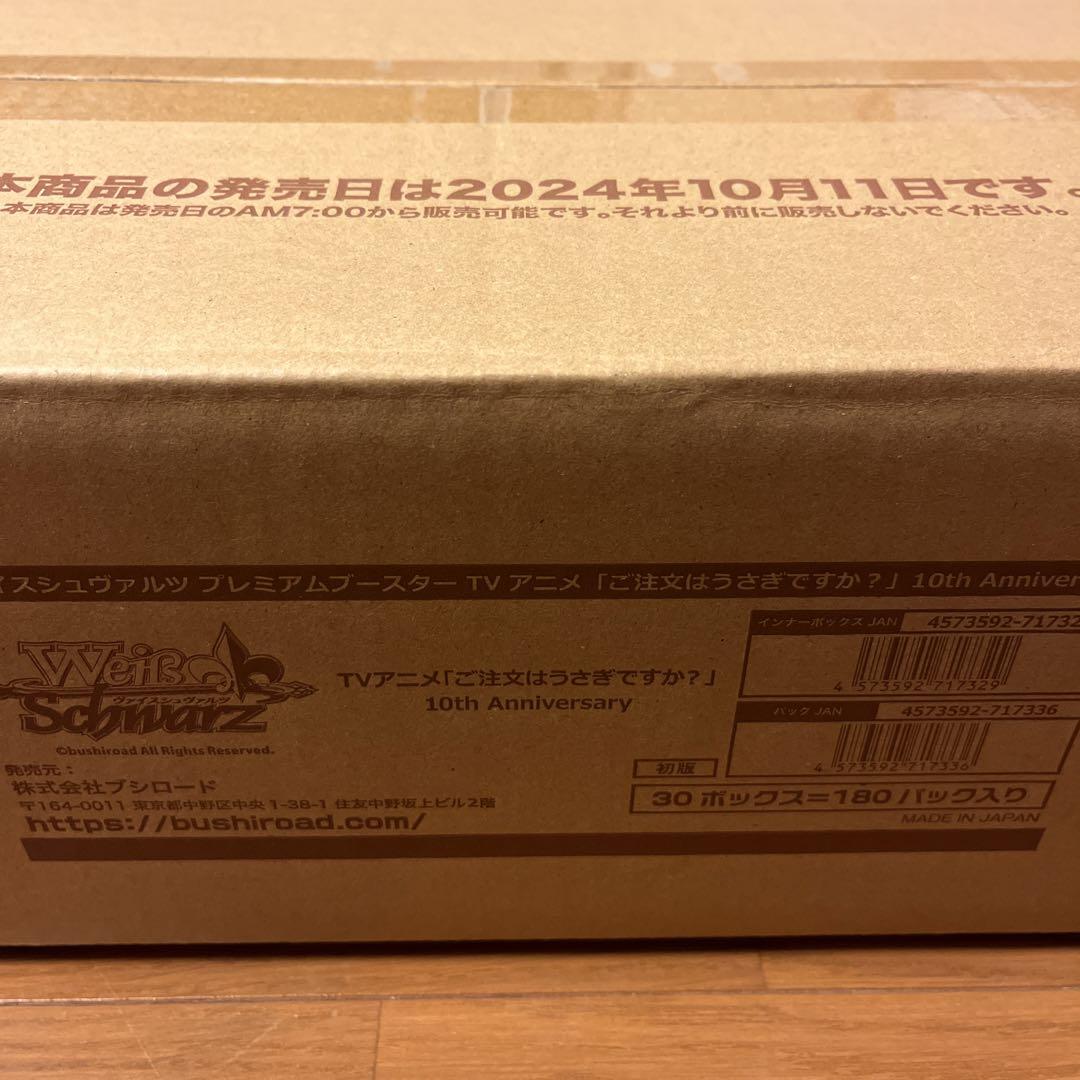 本商品の発売日は2024年10月11日です。
本商品は発売日のAM7:00から販売可能です。それより前に販売しないでください。
イスシュヴァルツ プレミアムブースター TV アニメ「ご注文はうさぎですか？」10th Anniver
Weiß
Schwarz
ヴァイスシュヴァルツ
©bushiroad All Rights Reserved.
TVアニメ「ご注文はうさぎですか？」
10th Anniversary
インナーボックス JAN 4573592-71732
4 573592 717329
パック JAN 4573592-717336
4 573592 717336
発売元：
株式会社ブシロード
〒164-0011 東京都中野区中央1-38-1 住友中野坂上ビル2階
https://bushiroad.com/
初版
30 ボックス=180 パック入り
MADE IN JAPAN